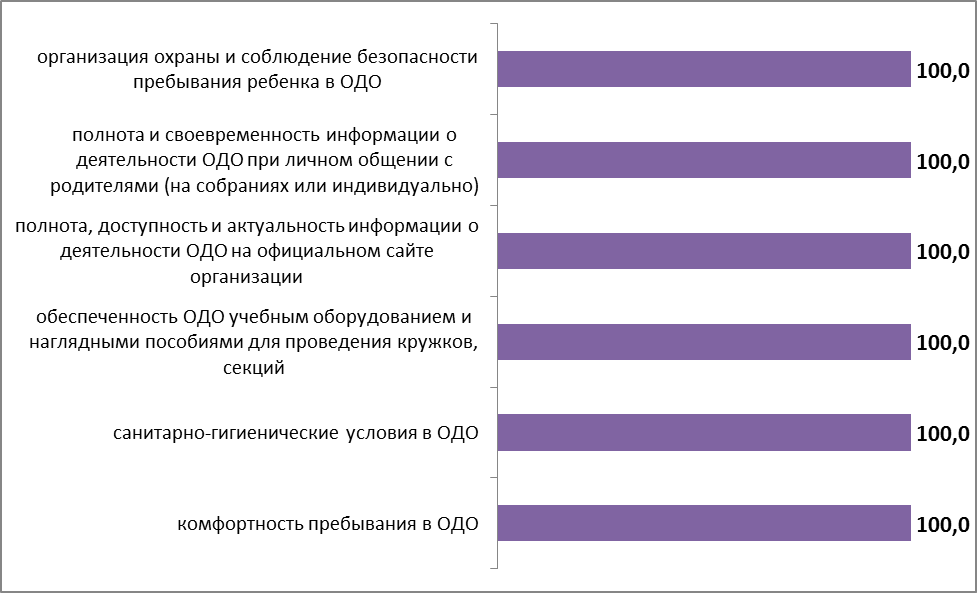 организация охраны и соблюдение безопасности
пребывания ребенка в ОДО
100,0
полнота и своевременность информации о
деятельности ОДО при личном общении с
родителями (на собраниях или индивидуально)
100,0
полнота, доступность и актуальность информации о
деятельности ОДО на официальном сайте
организации
100,0
обеспеченность ОДО учебным оборудованием и
наглядными пособиями для проведения кружков,
секций
100,0
санитарно-гигиенические условия в ОДО
100,0
комфортность пребывания в ОДО
100,0